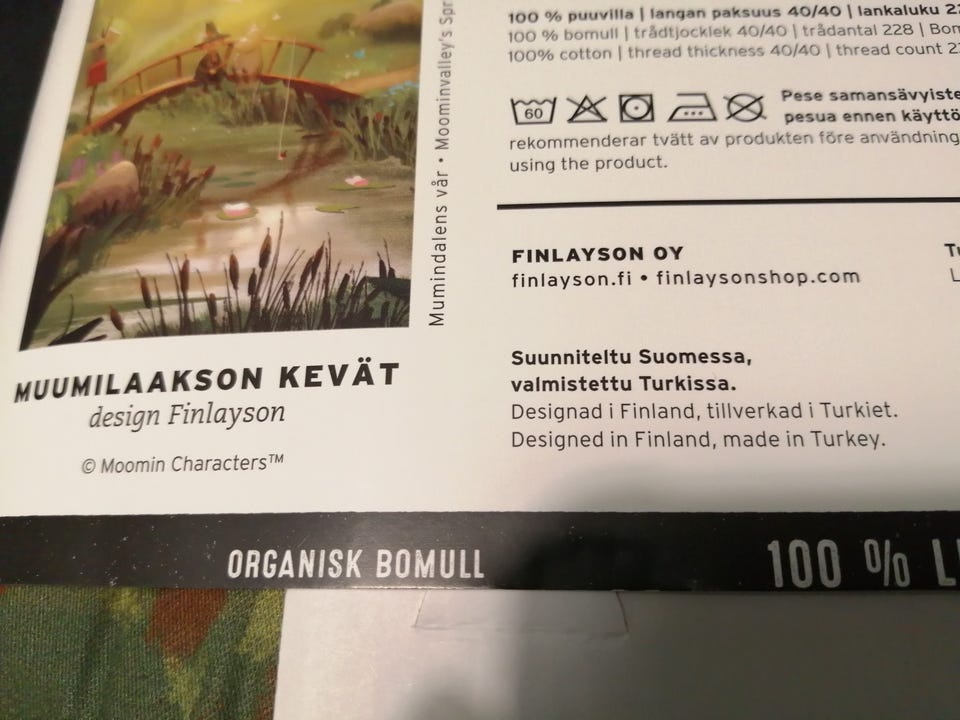 100 % puuvilla | langan paksuus 40/40 | lankaluku
100 % bomull | trådtjocklek 40/40 | trådantal 228 |
100% cotton | thread thickness 40/40 | thread count
60
Pese samansävyiste
pesua ennen käyttö
rekommenderar tvätt av produkten före användning
using the product.
Mumindalens vår • Moominvalley's Spr
FINLAYSON OY
finlayson.fi • finlaysonshop.com
Suunniteltu Suomessa,
valmistettu Turkissa.
Designad i Finland, tillverkad i Turkiet.
Designed in Finland, made in Turkey.
MUUMILAAKSON KEVÄT
design Finlayson
© Moomin Characters™
ORGANISK BOMULL
100 % L